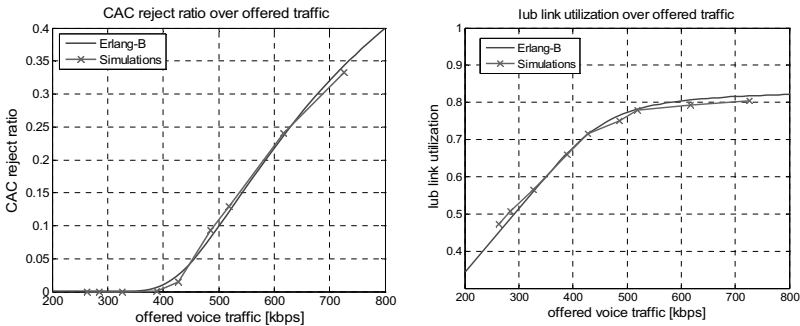 CAC reject ratio over offered traffic
0.4
0.35
0.3
0.25
0.2
0.15
0.1
0.05
0
Erlang-B
Simulations
CAC reject ratio
200 300 400 500 600 700 800
offered voice traffic [kbps]
Iub link utilization over offered traffic
1
0.9
0.8
0.7
0.6
0.5
0.4
Erlang-B
Simulations
Iub link utilization
200 300 400 500 600 700 800
offered voice traffic [kbps]